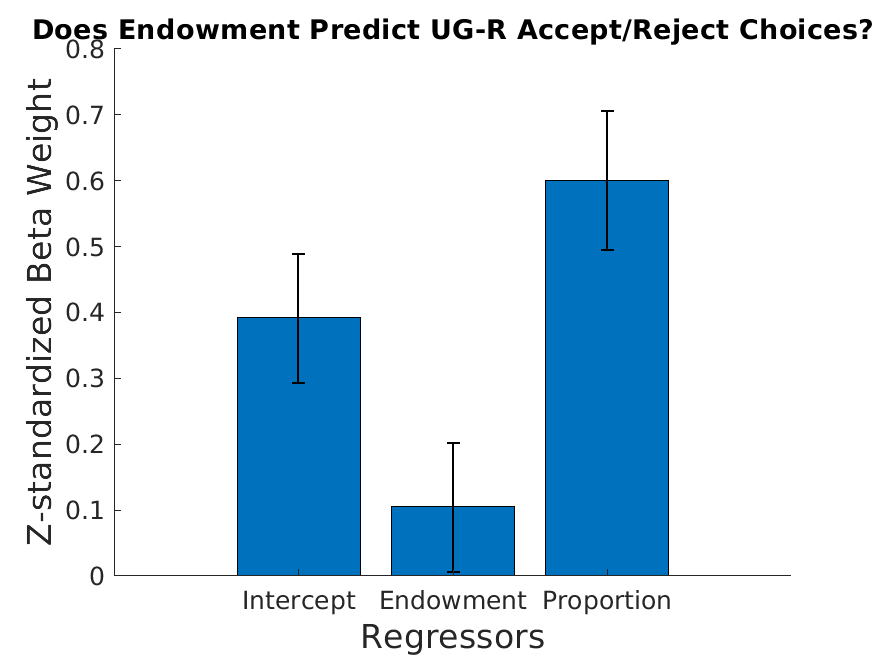 Does Endowment Predict UG-R Accept/Reject Choices?
Z-standardized Beta Weight
0.8
0.7
0.6
0.5
0.4
0.3
0.2
0.1
0
Intercept Endowment Proportion
Regressors